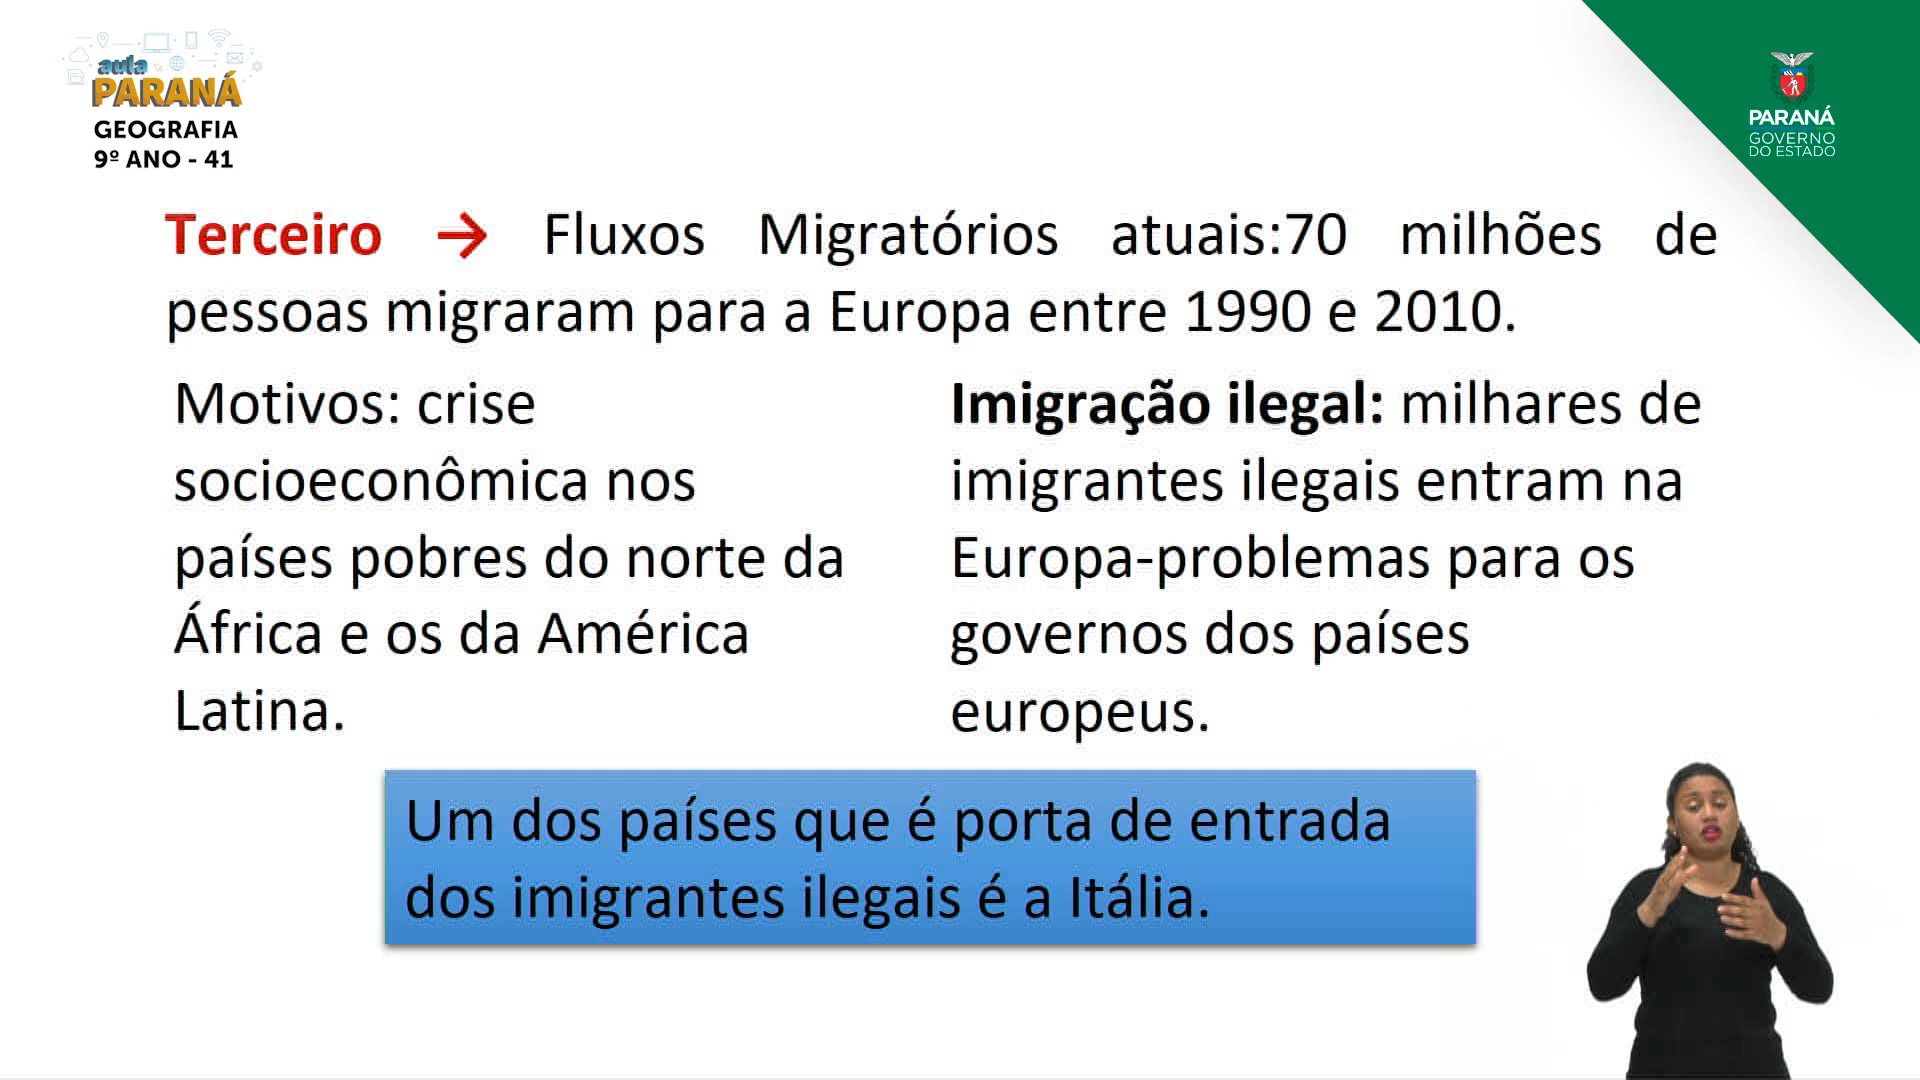 aula
PARANÁ
GEOGRAFIA
9º ANO - 41
PARANÁ
GOVERNO
DO ESTADO
Terceiro → Fluxos Migratórios atuais:70 milhões de
pessoas migraram para a Europa entre 1990 e 2010.
Motivos: crise
socioeconômica nos
países pobres do norte da
África e os da América
Latina.
Imigração ilegal: milhares de
imigrantes ilegais entram na
Europa-problemas para os
governos dos países
europeus.
Um dos países que é porta de entrada
dos imigrantes ilegais é a Itália.